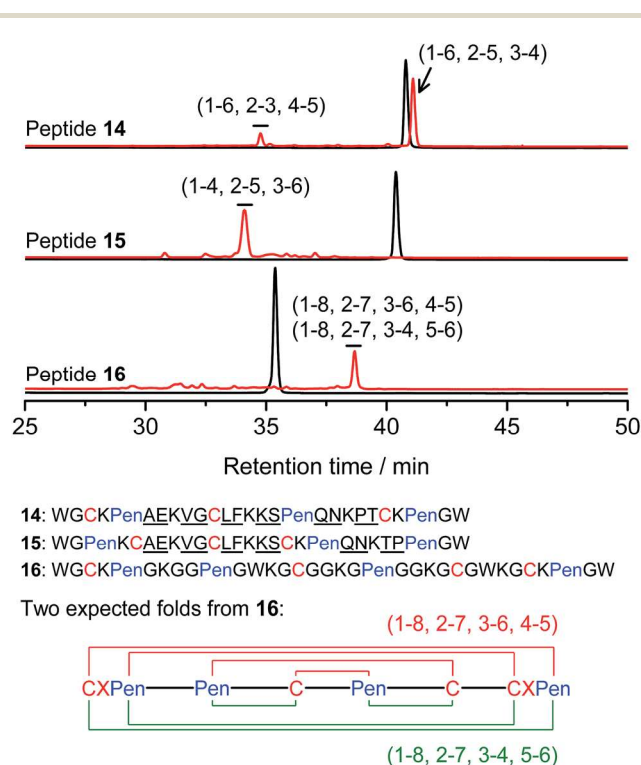 (1-6, 2-5, 3-4)
(1-6, 2-3, 4-5)
Peptide 14
(1-4, 2-5, 3-6)
Peptide 15
(1-8, 2-7, 3-6, 4-5)
(1-8, 2-7, 3-4, 5-6)
Peptide 16
25 30 35 40 45 50
Retention time / min
14: WGCKPenAEKVGCLFKKSPenQNKPTCKPenGW
15: WGPenKCAEKVGCLFKKSCKPenQNKTPPenGW
16: WGCKPenGKGGPenGWKGCGGKGPenGGKGCGWKGCKPenGW
Two expected folds from 16:
(1-8, 2-7, 3-6, 4-5)
CXPen Pen C Pen C CXPen
(1-8, 2-7, 3-4, 5-6)